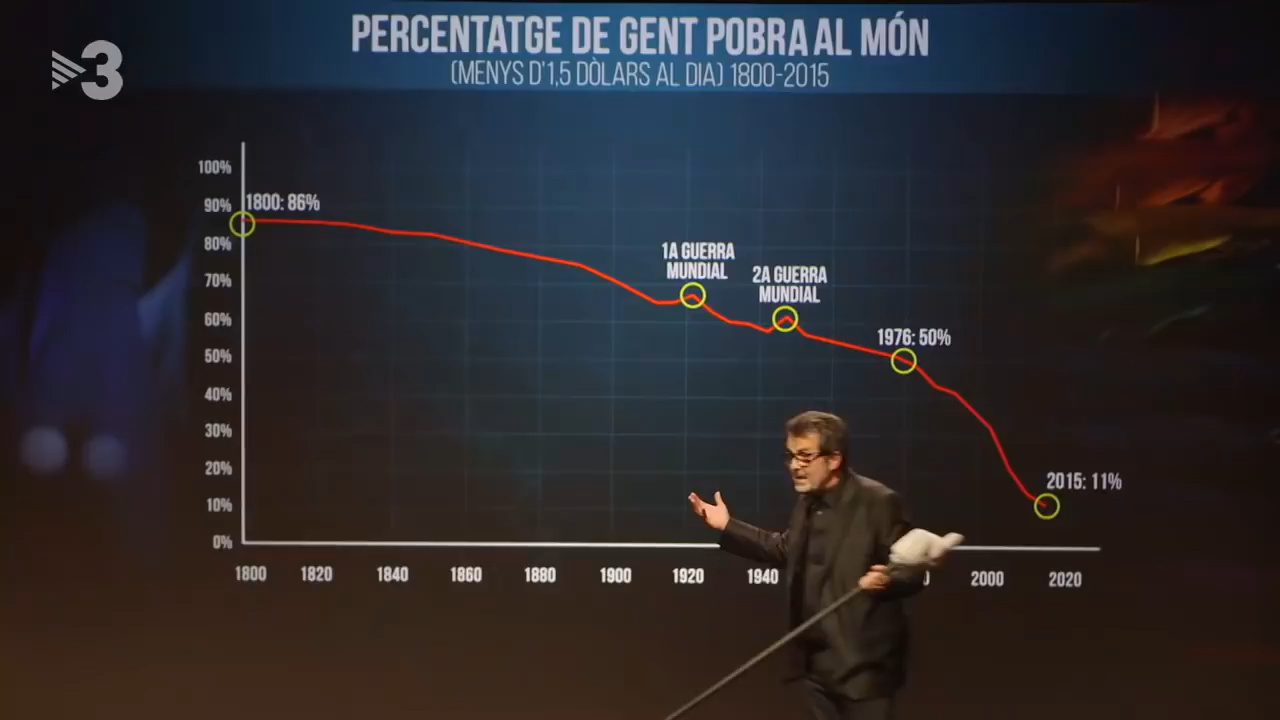 PERCENTATGE DE GENT POBRA AL MÓN
(MENYS D'1,5 DÒLARS AL DIA) 1800-2015
3
100%
90%
80%
70%
60%
50%
40%
30%
20%
10%
0%
1800: 86%
1A GUERRA
MUNDIAL
2A GUERRA
MUNDIAL
1976: 50%
2015: 11%
1800 1820 1840 1860 1880 1900 1920 1940 2000 2020